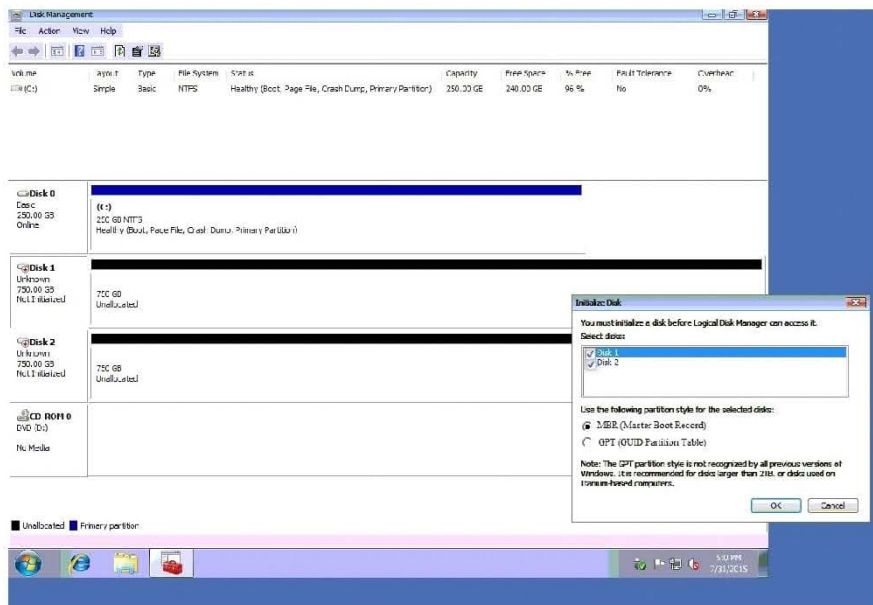 Disk Management
File Action View Help
Volume Layout Type File System Status Capacity Free Space % Free Fault Tolerance Overhead
(C:) Simple Basic NTFS Healthy (Boot, Page File, Crash Dump, Primary Partition) 250.00 GB 240.00 GB 96 % No 0%
Disk 0
Basic
250.00 GB
Online
(C:)
250 GB NTFS
Healthy (Boot, Page File, Crash Dump, Primary Partition)
Disk 1
Unknown
750.00 GB
Not Initialized
750 GB
Unallocated
Disk 2
Unknown
750.00 GB
Not Initialized
750 GB
Unallocated
CD ROM 0
DVD (D:)
No Media
Unallocated Primary partition
Initialize Disk
You must initialize a disk before Logical Disk Manager can access it.
Select disks:
Disk 1
Disk 2
Use the following partition style for the selected disks:
MBR (Master Boot Record)
GPT (GUID Partition Table)
Note: The GPT partition style is not recognized by all previous versions of
Windows. It is recommended for disks larger than 2TB, or disks used on
Itanium-based computers.
OK Cancel
PM
7/31/2015